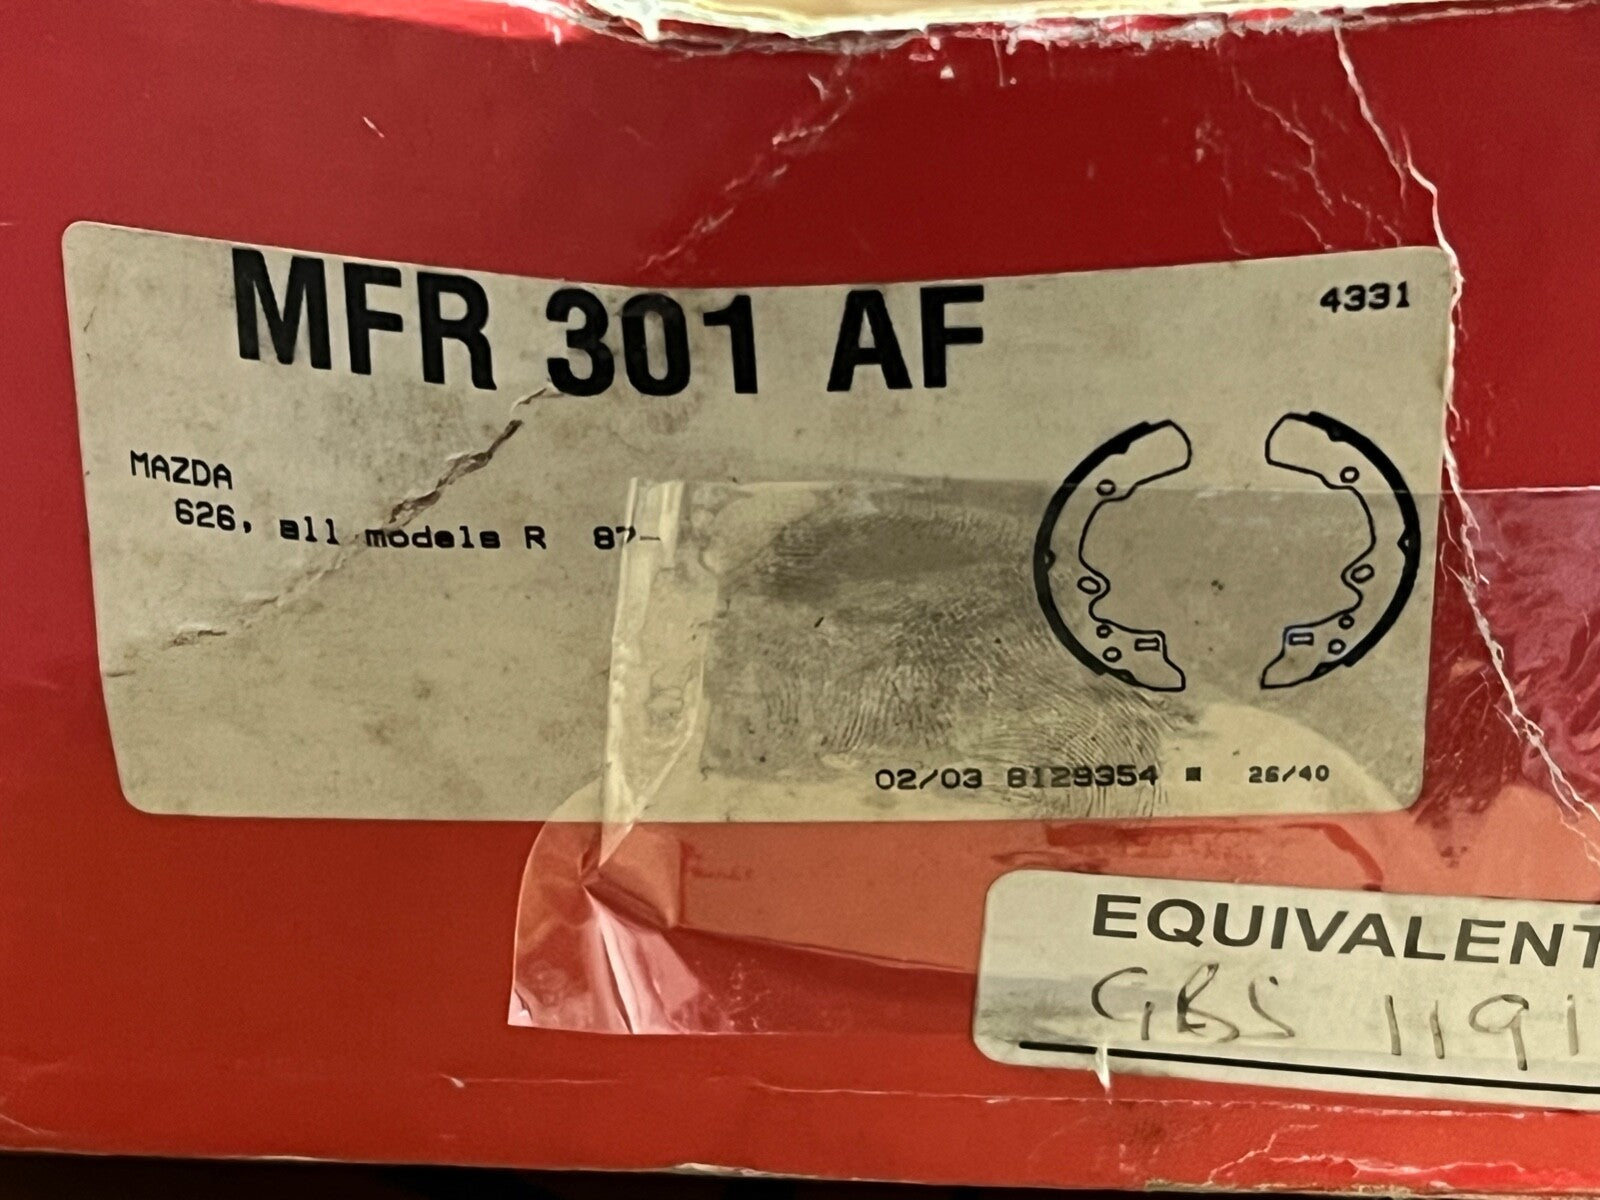 MFR 301 AF
4331
MAZDA
626, all models R 87-
02/03 8129354 ■ 26/40
EQUIVALENT
GBS 1191